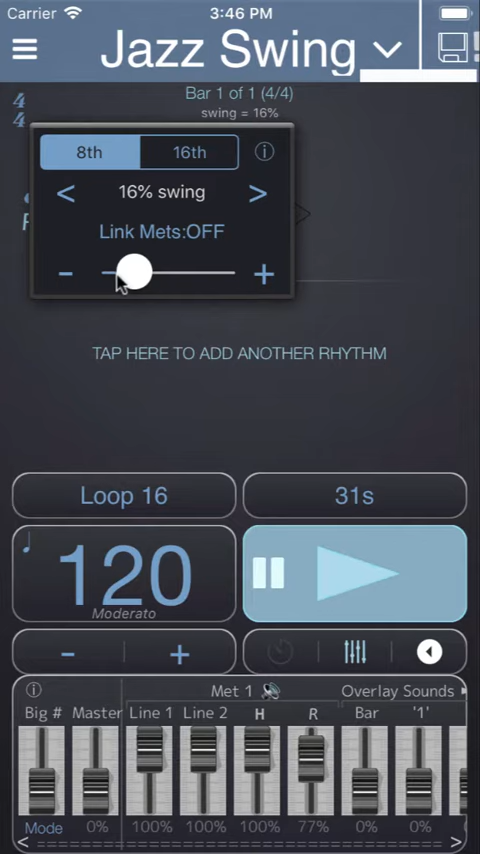 Carrier 3:46 PM
Jazz Swing
Bar 1 of 1 (4/4)
4
4
swing = 16%
8th 16th
< 16% swing >
Link Mets:OFF
- +
TAP HERE TO ADD ANOTHER RHYTHM
Loop 16 31s
120
Moderato
- +
Met 1 Overlay Sounds
Big # Master Line 1 Line 2 H R Bar '1'
Mode 0% 100% 100% 100% 77% 0% 0%
< >